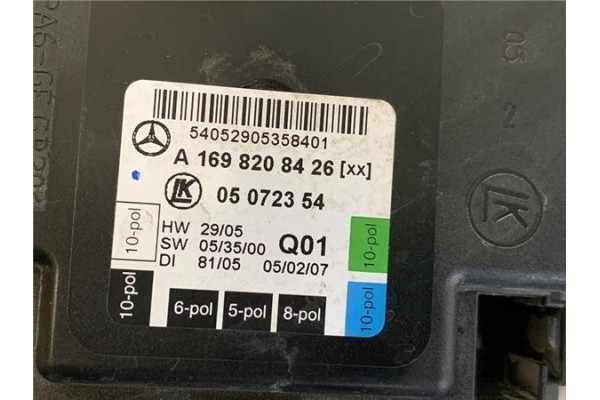 54052905358401
A 169 820 84 26 [xx]
LK 05 0723 54
HW 29/05
SW 05/35/00 Q01
DI 81/05 05/02/07
10-pol
10-pol
10-pol
10-pol
6-pol 5-pol 8-pol
2
LK